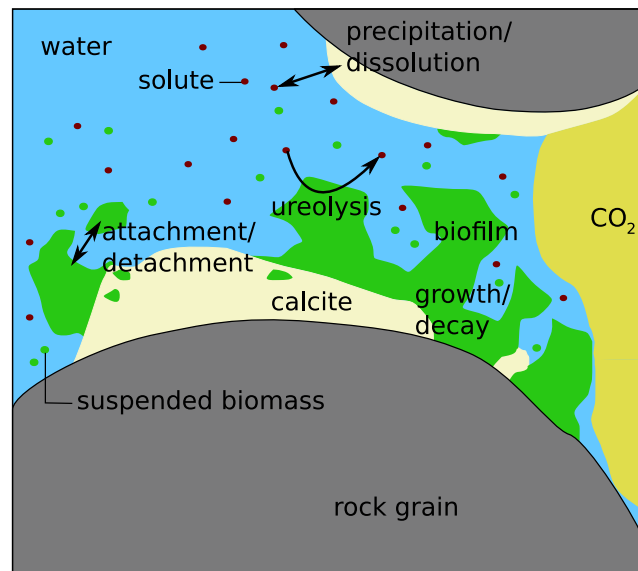 water
precipitation/
dissolution
solute
ureolysis
CO₂
attachment/
detachment
biofilm
calcite
growth/
decay
suspended biomass
rock grain